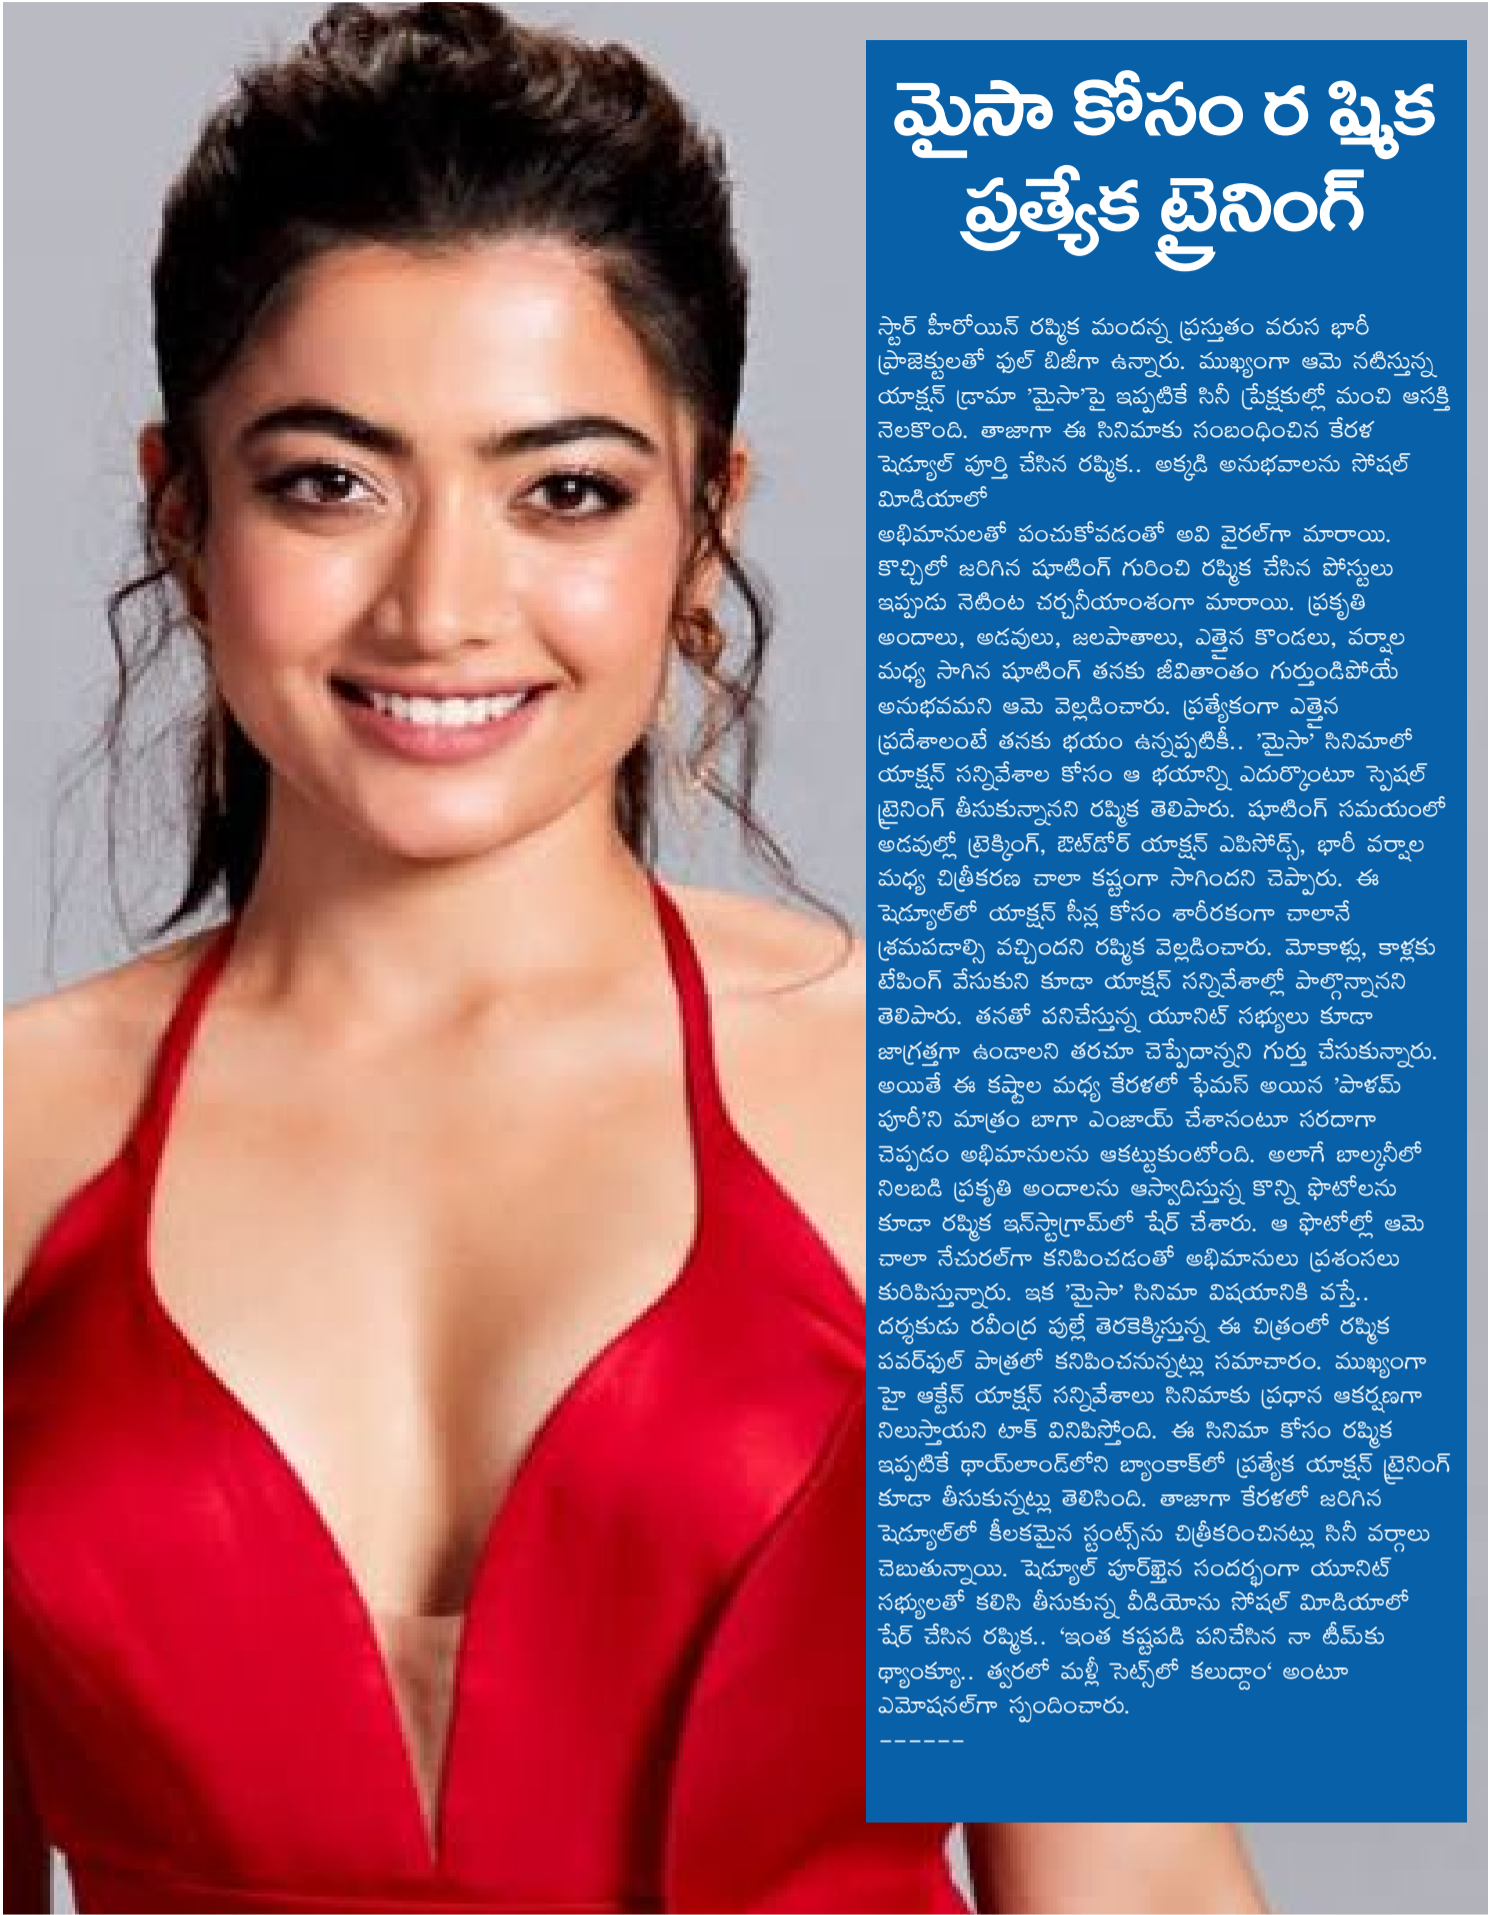 మైసా కోసం ర ష్మిక
ప్రత్యేక ట్రైనింగ్
స్టార్ హీరోయిన్ రష్మిక మందన్న ప్రస్తుతం వరుస భారీ
ప్రాజెక్టులతో ఫుల్ బిజీగా ఉన్నారు. ముఖ్యంగా ఆమె నటిస్తున్న
యాక్షన్ డ్రామా 'మైసా'పై ఇప్పటికే సినీ ప్రేక్షకుల్లో మంచి ఆసక్తి
నెలకొంది. తాజాగా ఈ సినిమాకు సంబంధించిన కేరళ
షెడ్యూల్ పూర్తి చేసిన రష్మిక.. అక్కడి అనుభవాలను సోషల్
మీడియాలో
అభిమానులతో పంచుకోవడంతో అవి వైరల్‌గా మారాయి.
కొచ్చిలో జరిగిన షూటింగ్ గురించి రష్మిక చేసిన పోస్టులు
ఇప్పుడు నెటింట చర్చనీయాంశంగా మారాయి. ప్రకృతి
అందాలు, అడవులు, జలపాతాలు, ఎత్తైన కొండలు, వర్షాల
మధ్య సాగిన షూటింగ్ తనకు జీవితాంతం గుర్తుండిపోయే
అనుభవమని ఆమె వెల్లడించారు. ప్రత్యేకంగా ఎత్తైన
ప్రదేశాలంటే తనకు భయం ఉన్నప్పటికీ.. 'మైసా' సినిమాలో
యాక్షన్ సన్నివేశాల కోసం ఆ భయాన్ని ఎదుర్కొంటూ స్పెషల్
ట్రైనింగ్ తీసుకున్నానని రష్మిక తెలిపారు. షూటింగ్ సమయంలో
అడవుల్లో ట్రెక్కింగ్, ఔట్‌డోర్ యాక్షన్ ఎపిసోడ్స్, భారీ వర్షాల
మధ్య చిత్రీకరణ చాలా కష్టంగా సాగిందని చెప్పారు. ఈ
షెడ్యూల్‌లో యాక్షన్ సీన్ల కోసం శారీరకంగా చాలానే
శ్రమపడాల్సి వచ్చిందని రష్మిక వెల్లడించారు. మోకాళ్లు, కాళ్లకు
టేపింగ్ వేసుకుని కూడా యాక్షన్ సన్నివేశాల్లో పాల్గొన్నానని
తెలిపారు. తనతో పనిచేస్తున్న యూనిట్ సభ్యులు కూడా
జాగ్రత్తగా ఉండాలని తరచూ చెప్పేదాన్నని గుర్తు చేసుకున్నారు.
అయితే ఈ కష్టాల మధ్య కేరళలో ఫేమస్ అయిన 'పాళమ్
పూరీ'ని మాత్రం బాగా ఎంజాయ్ చేశానంటూ సరదాగా
చెప్పడం అభిమానులను ఆకట్టుకుంటోంది. అలాగే బాల్కనీలో
నిలబడి ప్రకృతి అందాలను ఆస్వాదిస్తున్న కొన్ని ఫొటోలను
కూడా రష్మిక ఇన్‌స్టాగ్రామ్‌లో షేర్ చేశారు. ఆ ఫొటోల్లో ఆమె
చాలా నేచురల్‌గా కనిపించడంతో అభిమానులు ప్రశంసలు
కురిపిస్తున్నారు. ఇక 'మైసా' సినిమా విషయానికి వస్తే..
దర్శకుడు రవీంద్ర పుల్లే తెరకెక్కిస్తున్న ఈ చిత్రంలో రష్మిక
పవర్‌ఫుల్ పాత్రలో కనిపించనున్నట్లు సమాచారం. ముఖ్యంగా
హై ఆక్టేన్ యాక్షన్ సన్నివేశాలు సినిమాకు ప్రధాన ఆకర్షణగా
నిలుస్తాయని టాక్ వినిపిస్తోంది. ఈ సినిమా కోసం రష్మిక
ఇప్పటికే థాయ్‌లాండ్‌లోని బ్యాంకాక్‌లో ప్రత్యేక యాక్షన్ ట్రైనింగ్
కూడా తీసుకున్నట్లు తెలిసింది. తాజాగా కేరళలో జరిగిన
షెడ్యూల్‌లో కీలకమైన స్టంట్స్‌ను చిత్రీకరించినట్లు సినీ వర్గాలు
చెబుతున్నాయి. షెడ్యూల్ పూర్ఖైన సందర్భంగా యూనిట్
సభ్యులతో కలిసి తీసుకున్న వీడియోను సోషల్ మీడియాలో
షేర్ చేసిన రష్మిక.. 'ఇంత కష్టపడి పనిచేసిన నా టీమ్‌కు
థ్యాంక్యూ.. త్వరలో మళ్లీ సెట్స్‌లో కలుద్దాం' అంటూ
ఎమోషనల్‌గా స్పందించారు.
------